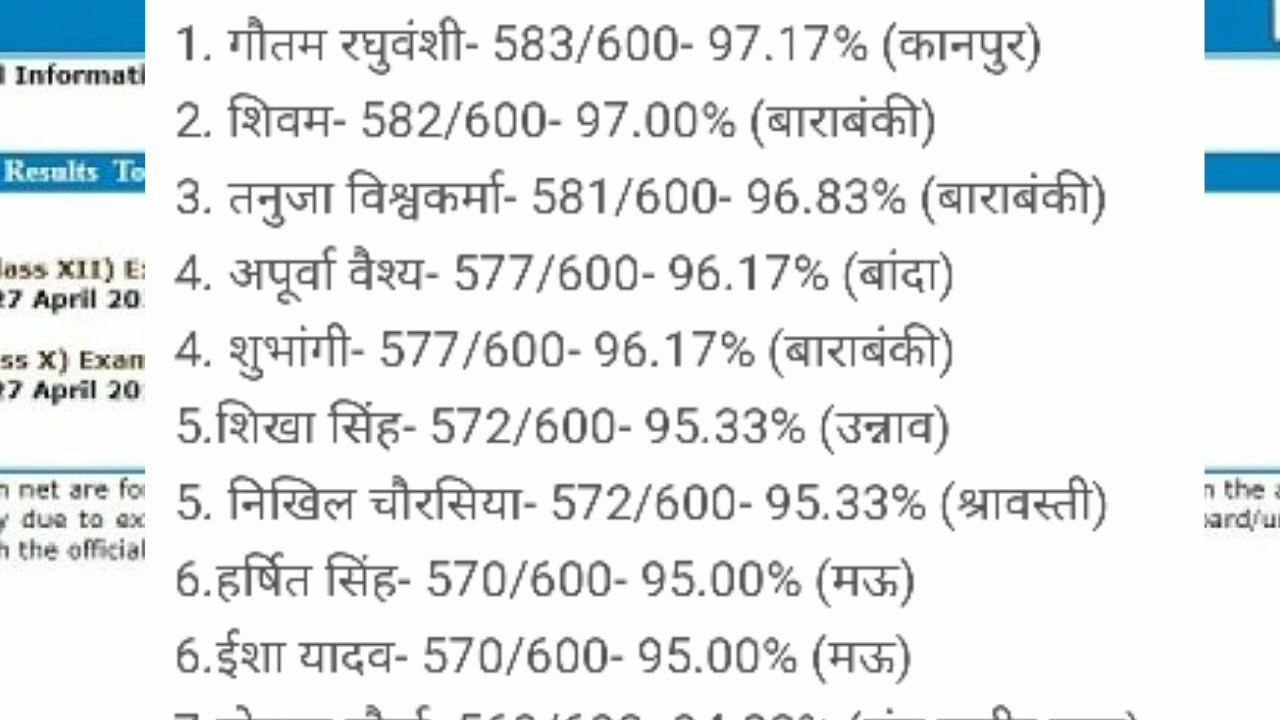 1. गौतम रघुवंशी- 583/600- 97.17% (कानपुर)
2. शिवम- 582/600- 97.00% (बाराबंकी)
3. तनुजा विश्वकर्मा- 581/600- 96.83% (बाराबंकी)
4. अपूर्वा वैश्य- 577/600- 96.17% (बांदा)
4. शुभांगी- 577/600- 96.17% (बाराबंकी)
5.शिखा सिंह- 572/600- 95.33% (उन्नाव)
5. निखिल चौरसिया- 572/600- 95.33% (श्रावस्ती)
6.हर्षित सिंह- 570/600- 95.00% (मऊ)
6.ईशा यादव- 570/600- 95.00% (मऊ)
Informati
Results To
XII) E
27 April 20
X) Exan
27 April 20
net are fo
due to ex
the official
n the